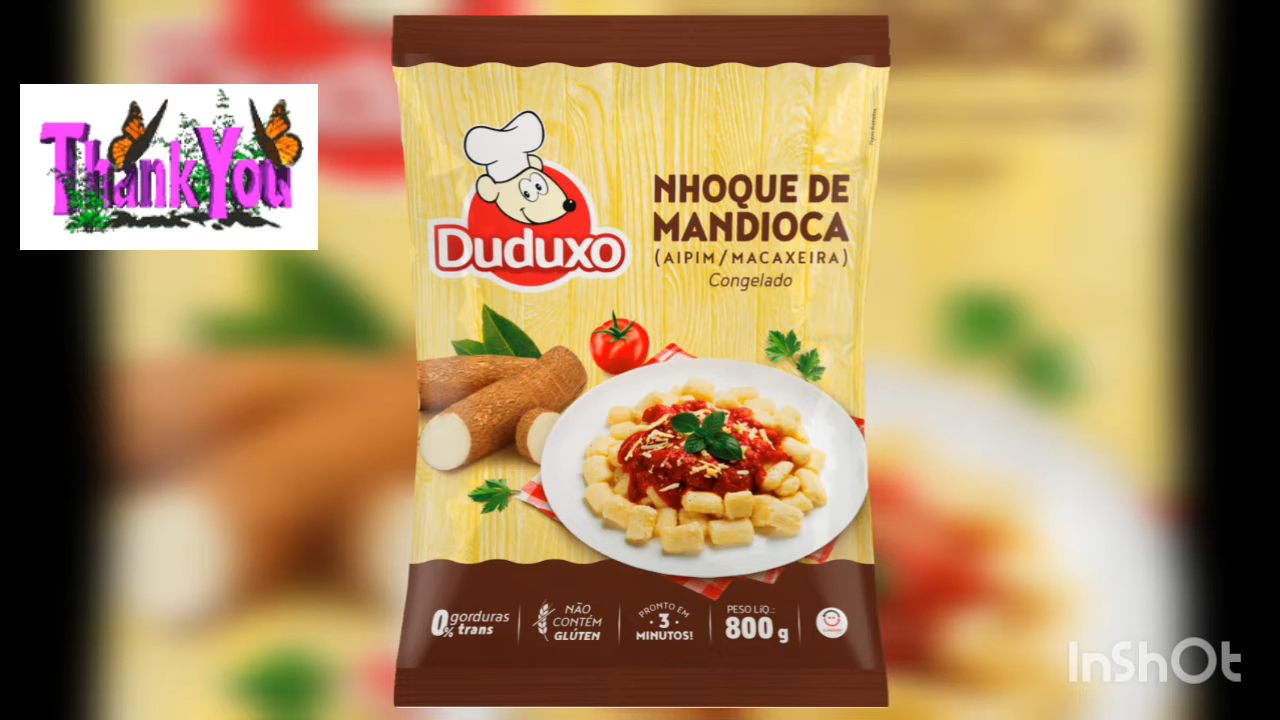 Thank You
Duduxo
NHOQUE DE
MANDIOCA
(AIPIM/MACAXEIRA)
Congelado
0% gorduras
trans
NÃO
CONTÉM
GLÚTEN
PRONTO EM
3
MINUTOS!
PESO LÍQ.:
800 g
InShOt